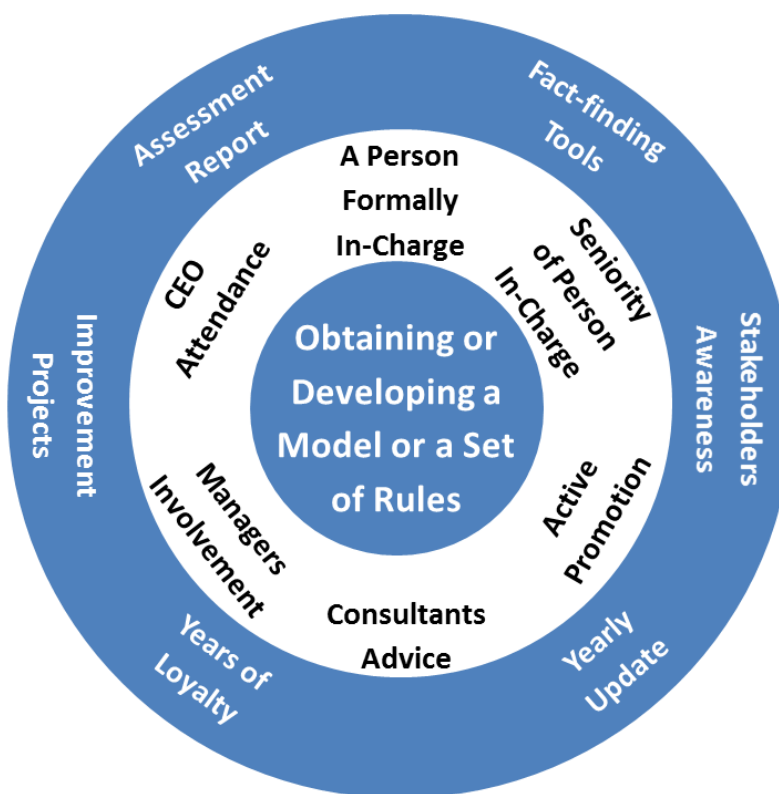 Assessment
Report
Fact-finding
Tools
Stakeholders
Awareness
Yearly
Update
Years of
Loyalty
Improvement
Projects
A Person
Formally
In-Charge
Seniority
of Person
In-Charge
Active
Promotion
Consultants
Advice
Managers
Involvement
CEO
Attendance
Obtaining or
Developing a
Model or a Set
of Rules